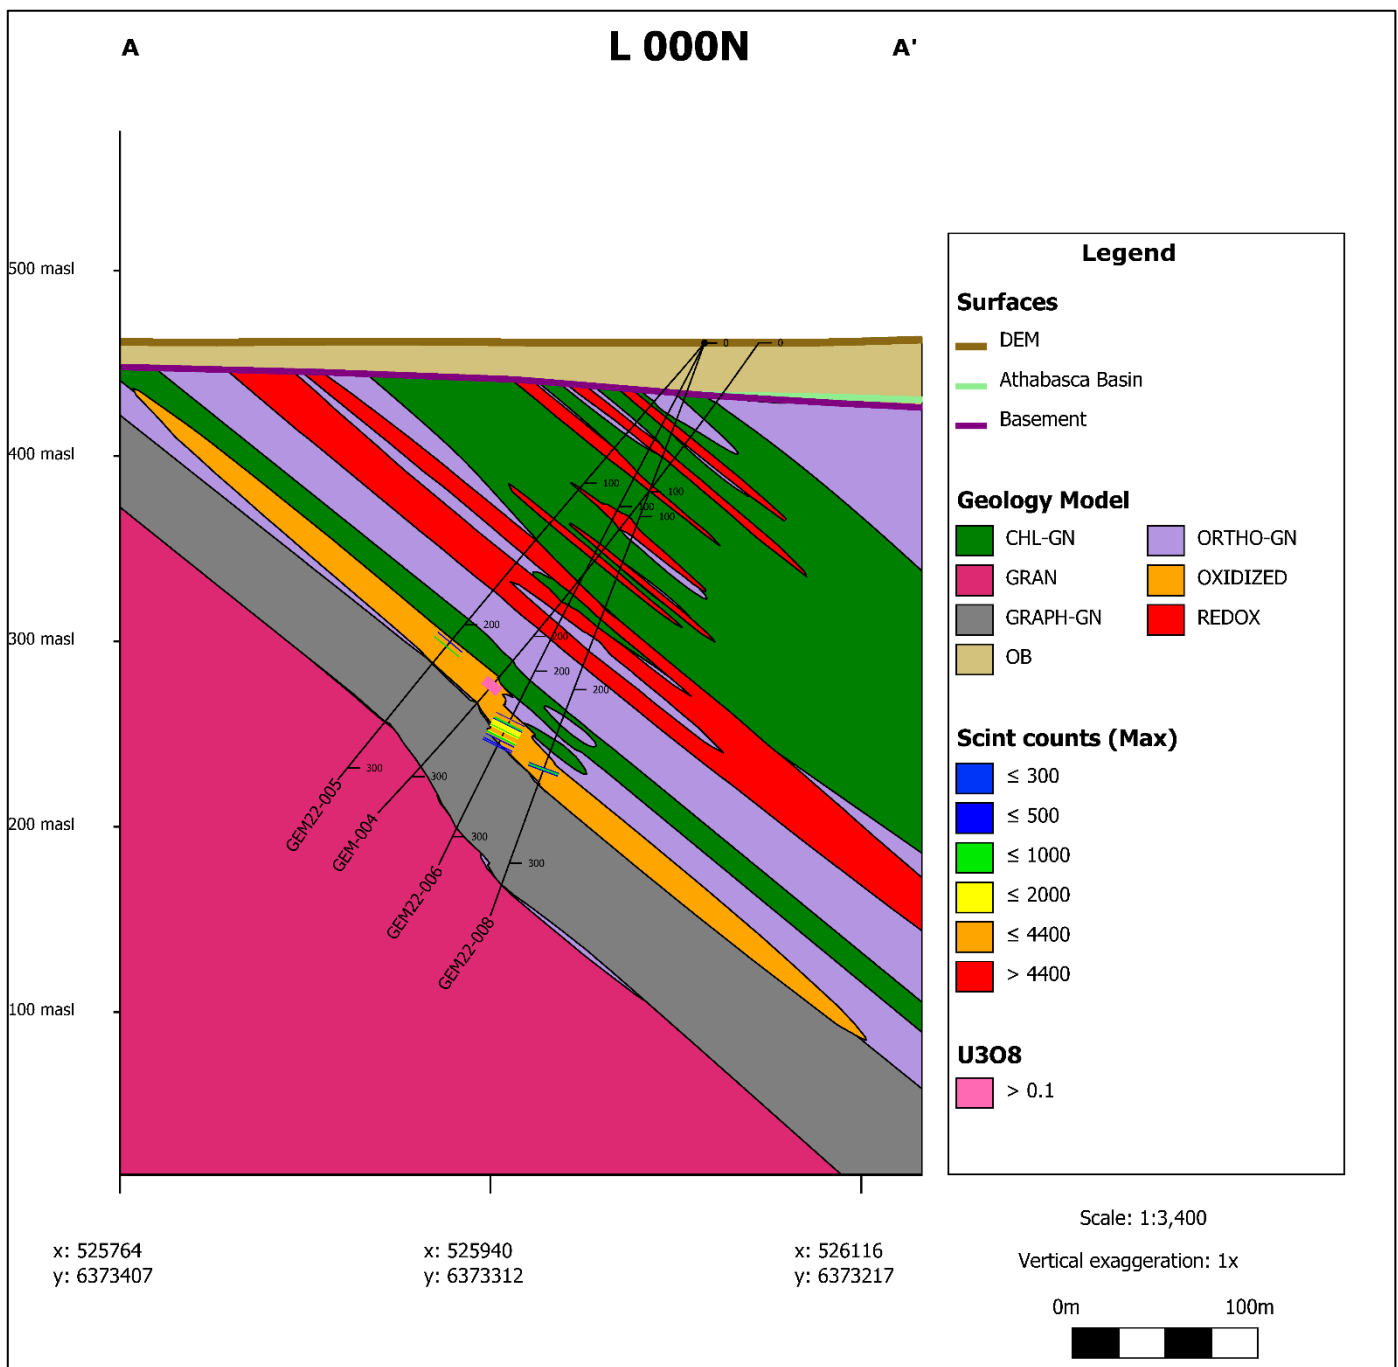 A
L 000N
A'
500 masl
400 masl
300 masl
200 masl
100 masl
0
0
100
100
100
100
200
200
200
200
300
300
300
300
GEM22-005
GEM-004
GEM22-006
GEM22-008
x: 525764
y: 6373407
x: 525940
y: 6373312
x: 526116
y: 6373217
Legend
Surfaces
DEM
Athabasca Basin
Basement
Geology Model
CHL-GN
ORTHO-GN
GRAN
OXIDIZED
GRAPH-GN
REDOX
OB
Scint counts (Max)
≤ 300
≤ 500
≤ 1000
≤ 2000
≤ 4400
> 4400
U3O8
> 0.1
Scale: 1:3,400
Vertical exaggeration: 1x
0m
100m